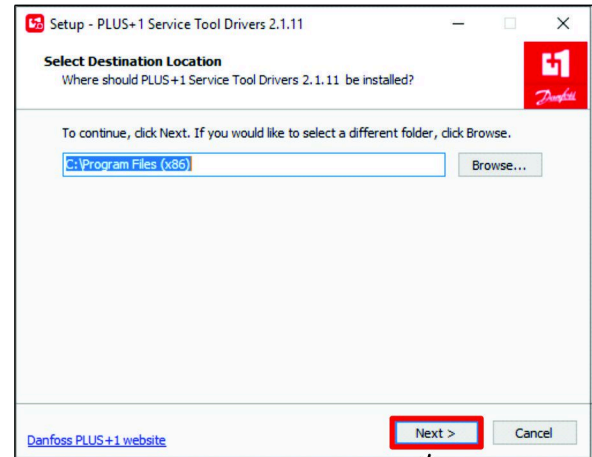 Setup - PLUS+1 Service Tool Drivers 2.1.11
Select Destination Location
Where should PLUS+1 Service Tool Drivers 2.1.11 be installed?
+1
Danfoss
To continue, click Next. If you would like to select a different folder, click Browse.
C:\Program Files (x86)
Browse...
Danfoss PLUS+1 website
Next >
Cancel